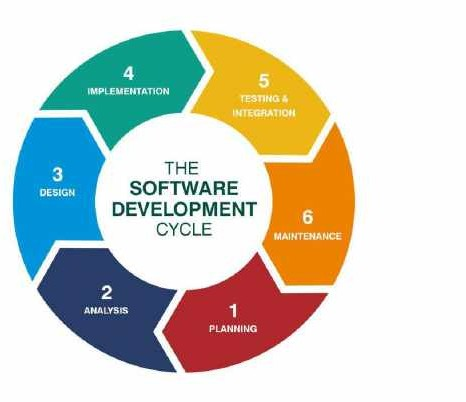 THE
SOFTWARE
DEVELOPMENT
CYCLE
1
PLANNING
2
ANALYSIS
3
DESIGN
4
IMPLEMENTATION
5
TESTING &
INTEGRATION
6
MAINTENANCE